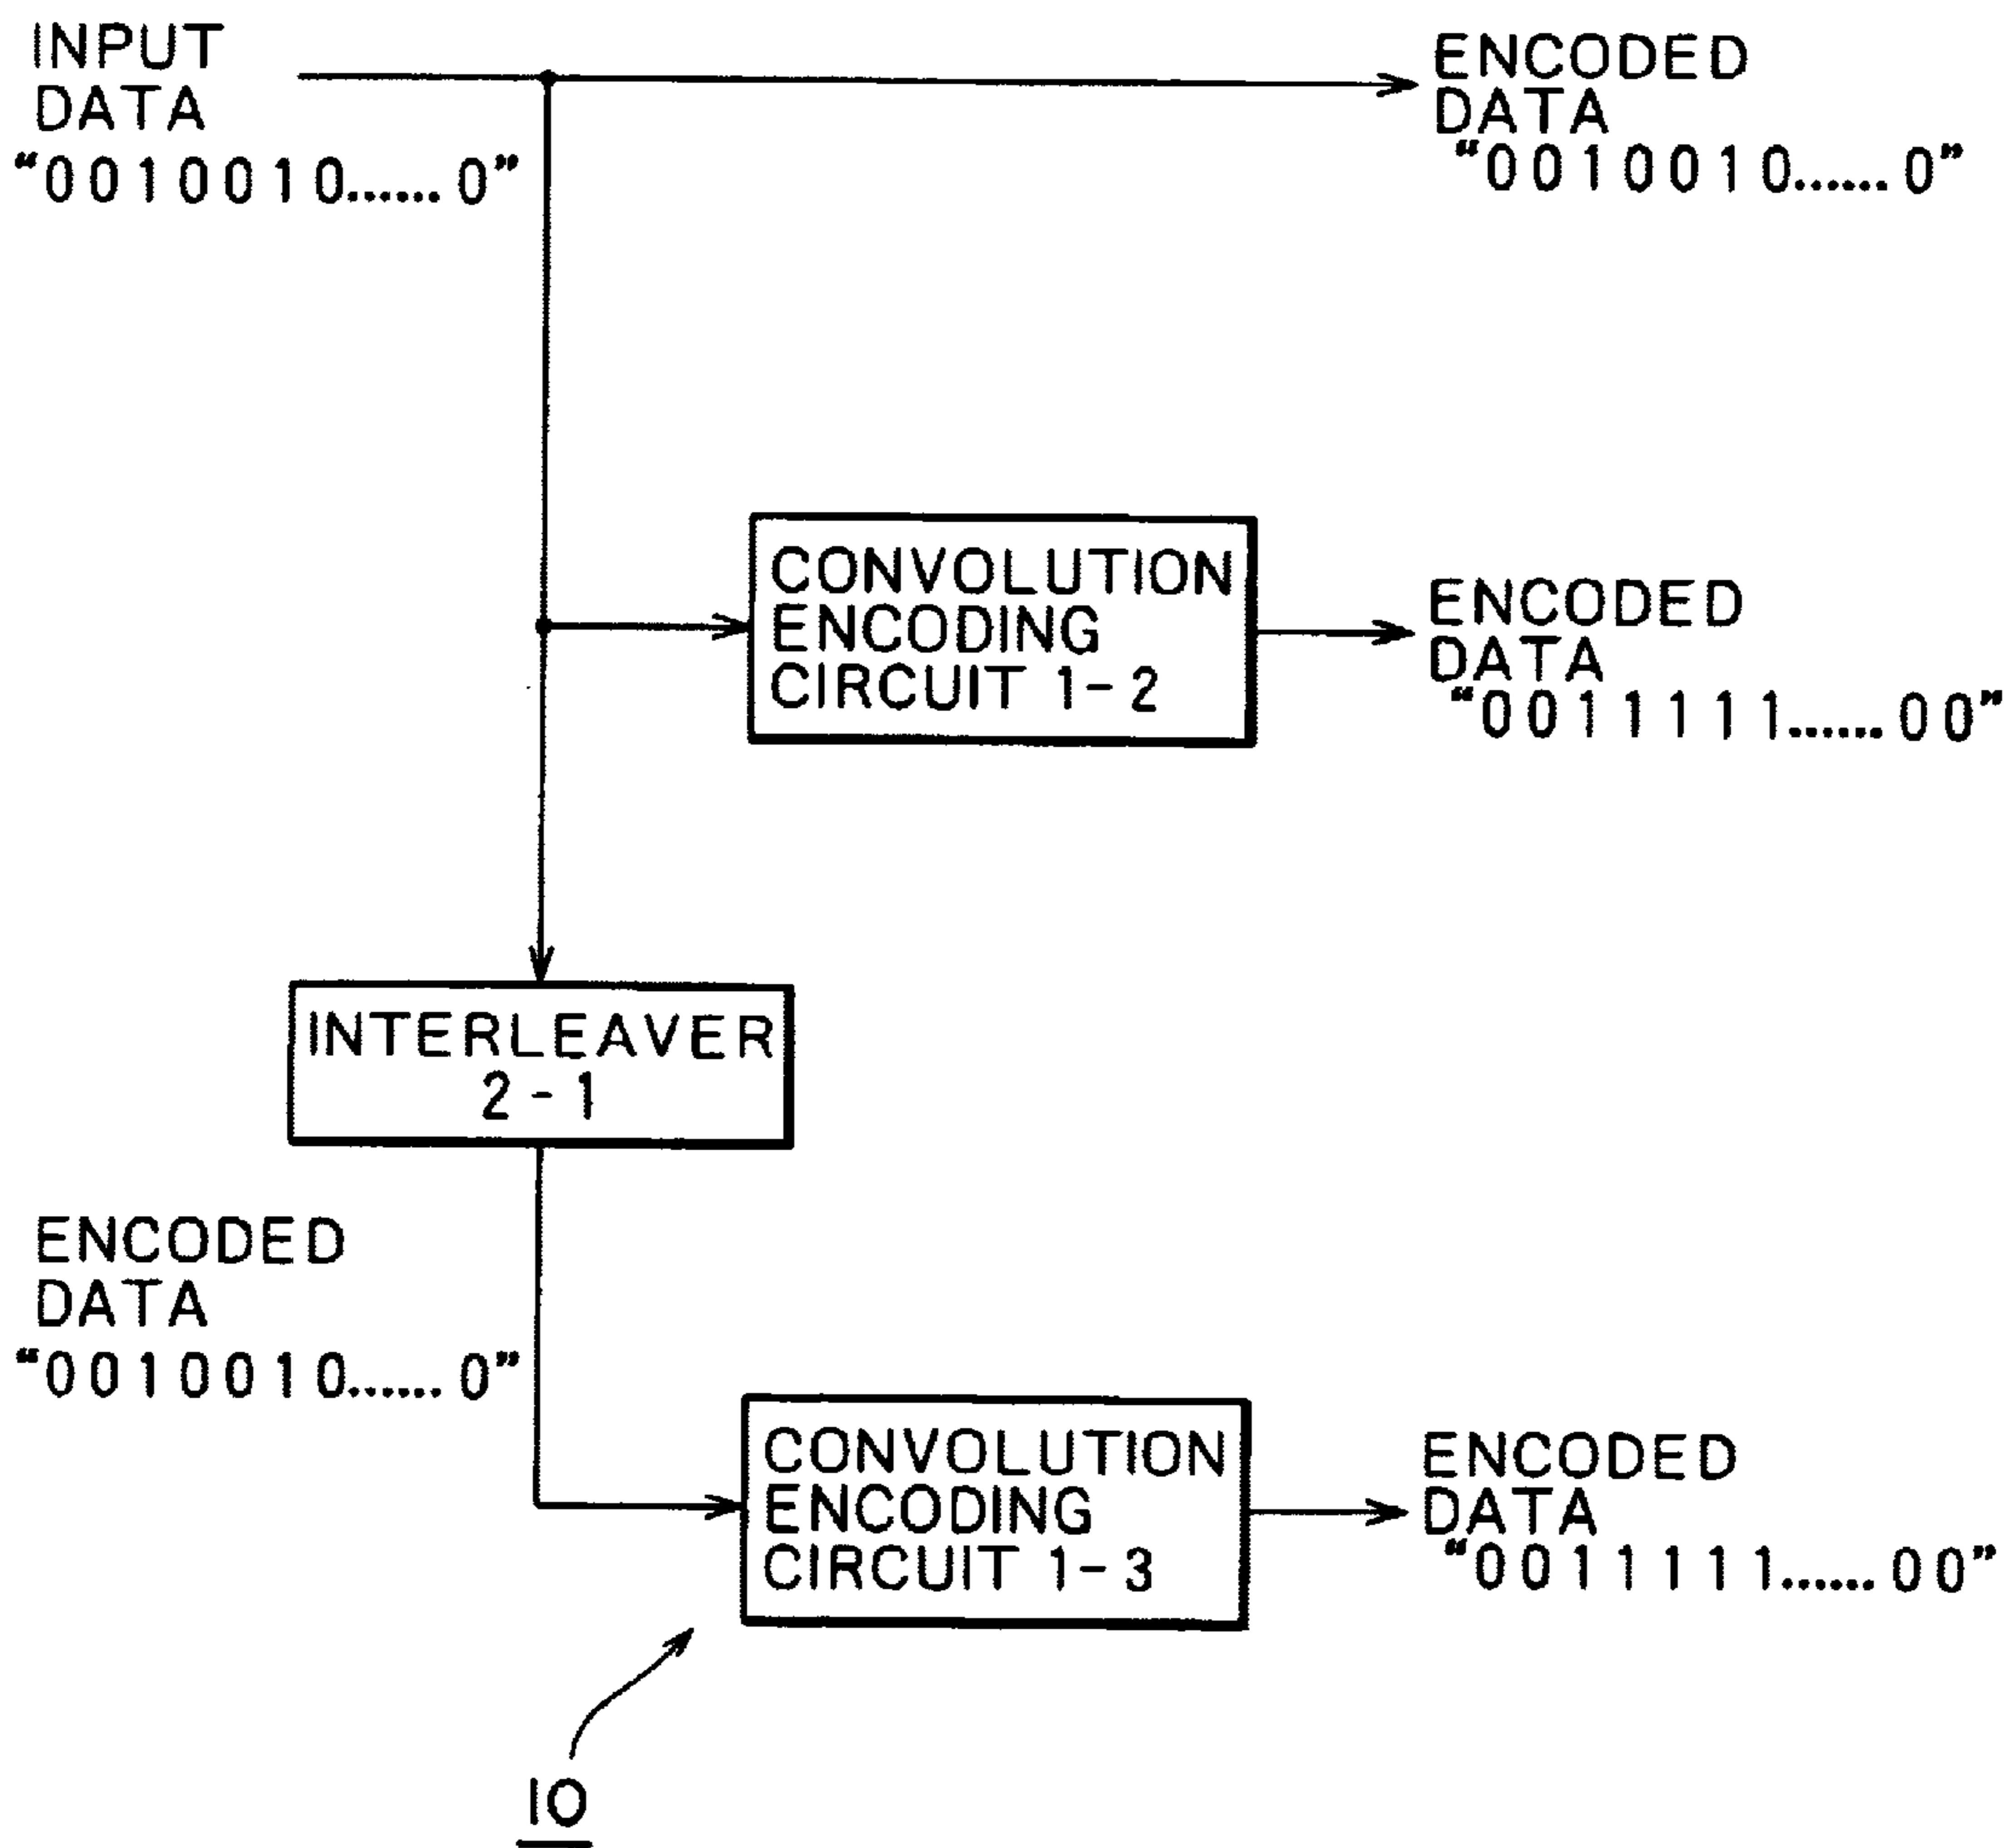 INPUT
DATA
“0010010......0”
ENCODED
DATA
“0010010......0”
CONVOLUTION
ENCODING
CIRCUIT 1-2
ENCODED
DATA
“0011111......00”
INTERLEAVER
2-1
ENCODED
DATA
“0010010......0”
CONVOLUTION
ENCODING
CIRCUIT 1-3
ENCODED
DATA
“0011111......00”
10